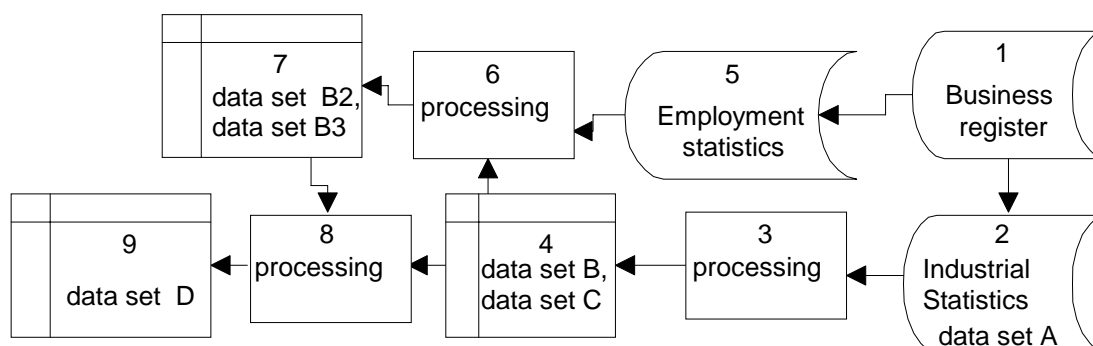 7
data set B2,
data set B3
6
processing
5
Employment
statistics
1
Business
register
9
data set D
8
processing
4
data set B,
data set C
3
processing
2
Industrial
Statistics
data set A